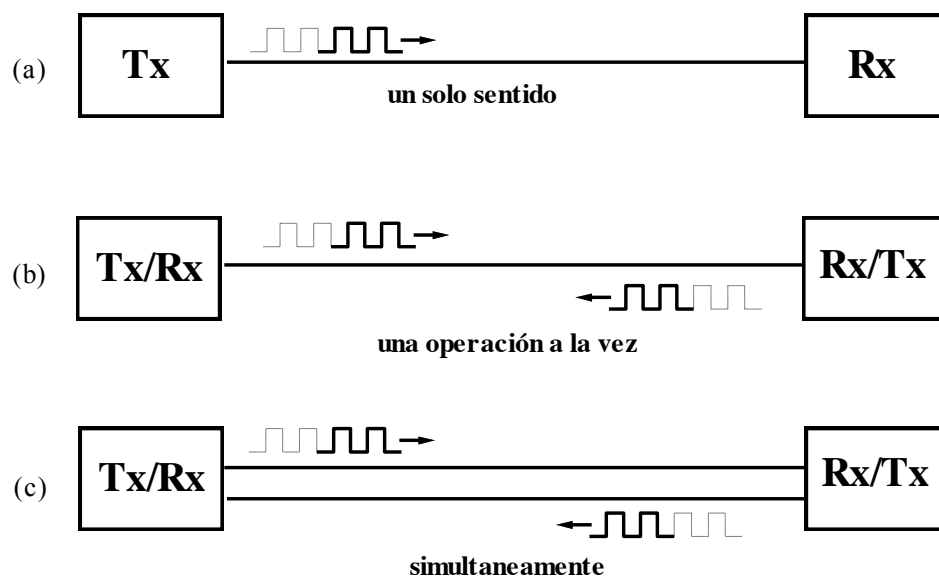 (a) Tx Rx
un solo sentido
(b) Tx/Rx Rx/Tx
una operación a la vez
(c) Tx/Rx Rx/Tx
simultaneamente